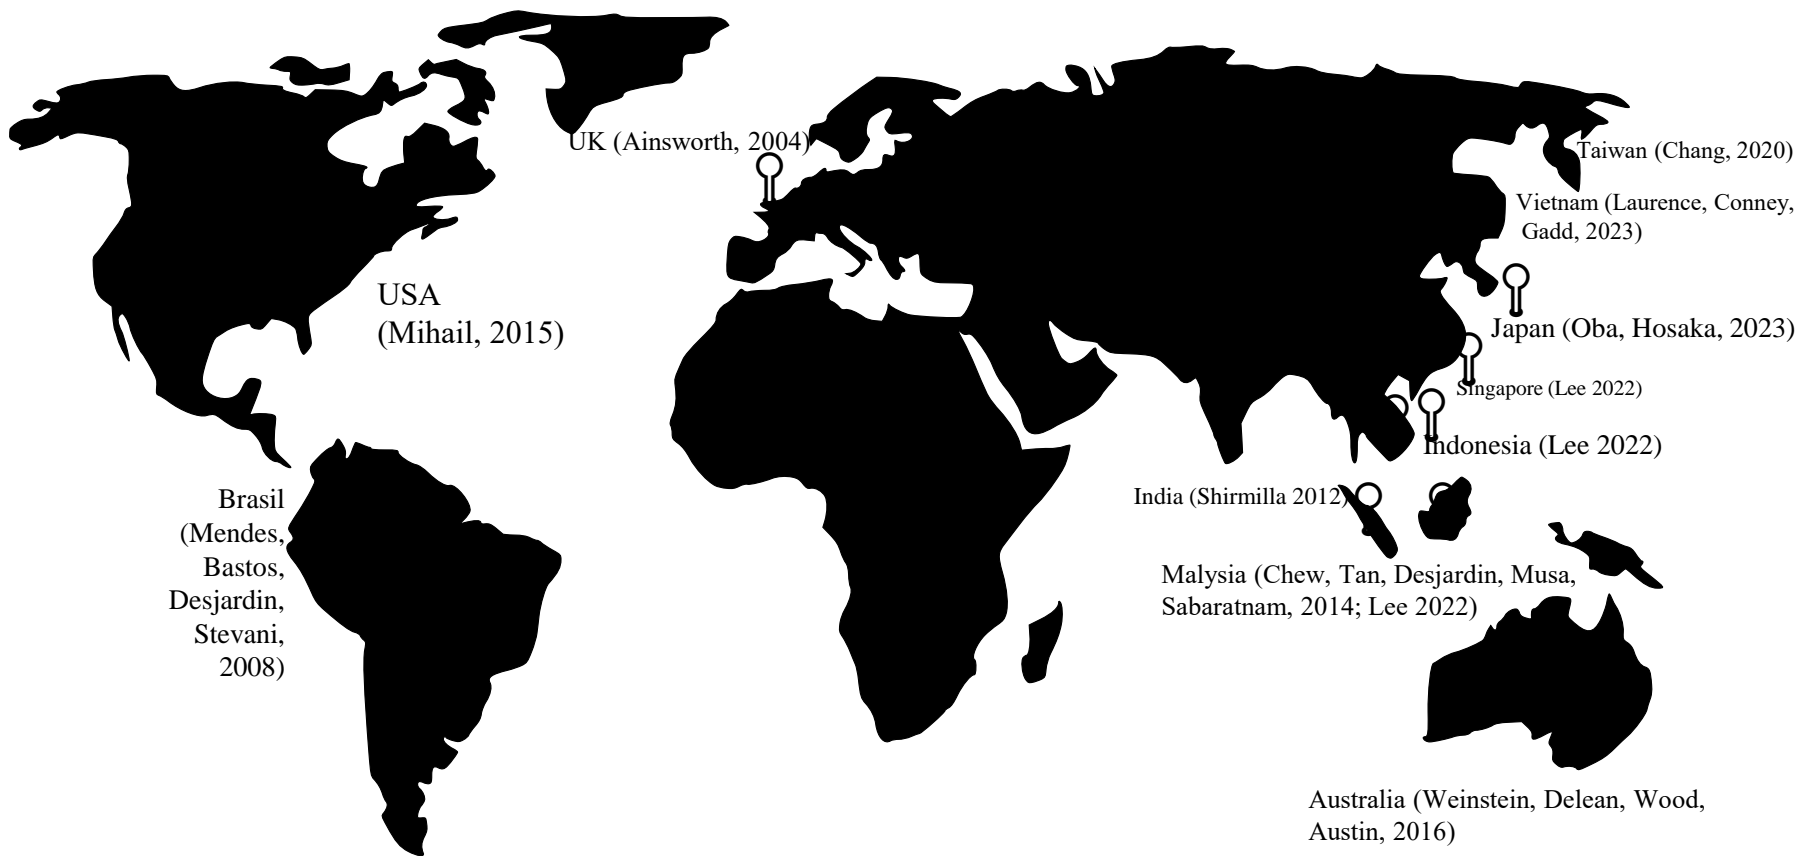 UK (Ainsworth, 2004)
Taiwan (Chang, 2020)
Vietnam (Laurence, Conney,
Gadd, 2023)
USA
(Mihail, 2015)
Japan (Oba, Hosaka, 2023)
Singapore (Lee 2022)
Indonesia (Lee 2022)
India (Shirmilla 2012)
Brasil
(Mendes,
Bastos,
Desjardin,
Stevani,
2008)
Malysia (Chew, Tan, Desjardin, Musa,
Sabaratnam, 2014; Lee 2022)
Australia (Weinstein, Delean, Wood,
Austin, 2016)